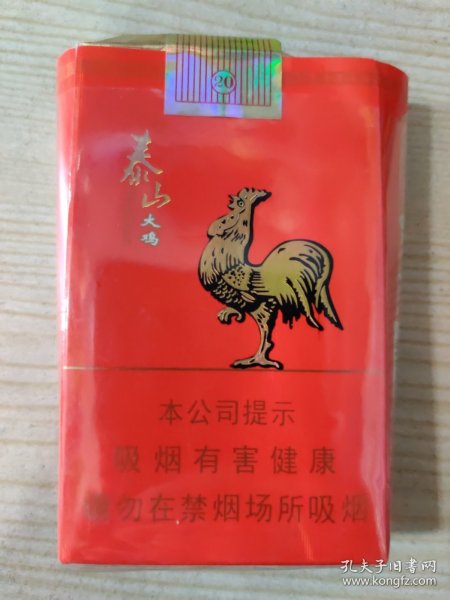 20
泰山
大鸡
本公司提示
吸烟有害健康
请勿在禁烟场所吸烟
孔夫子旧书网
www.kongfz.com